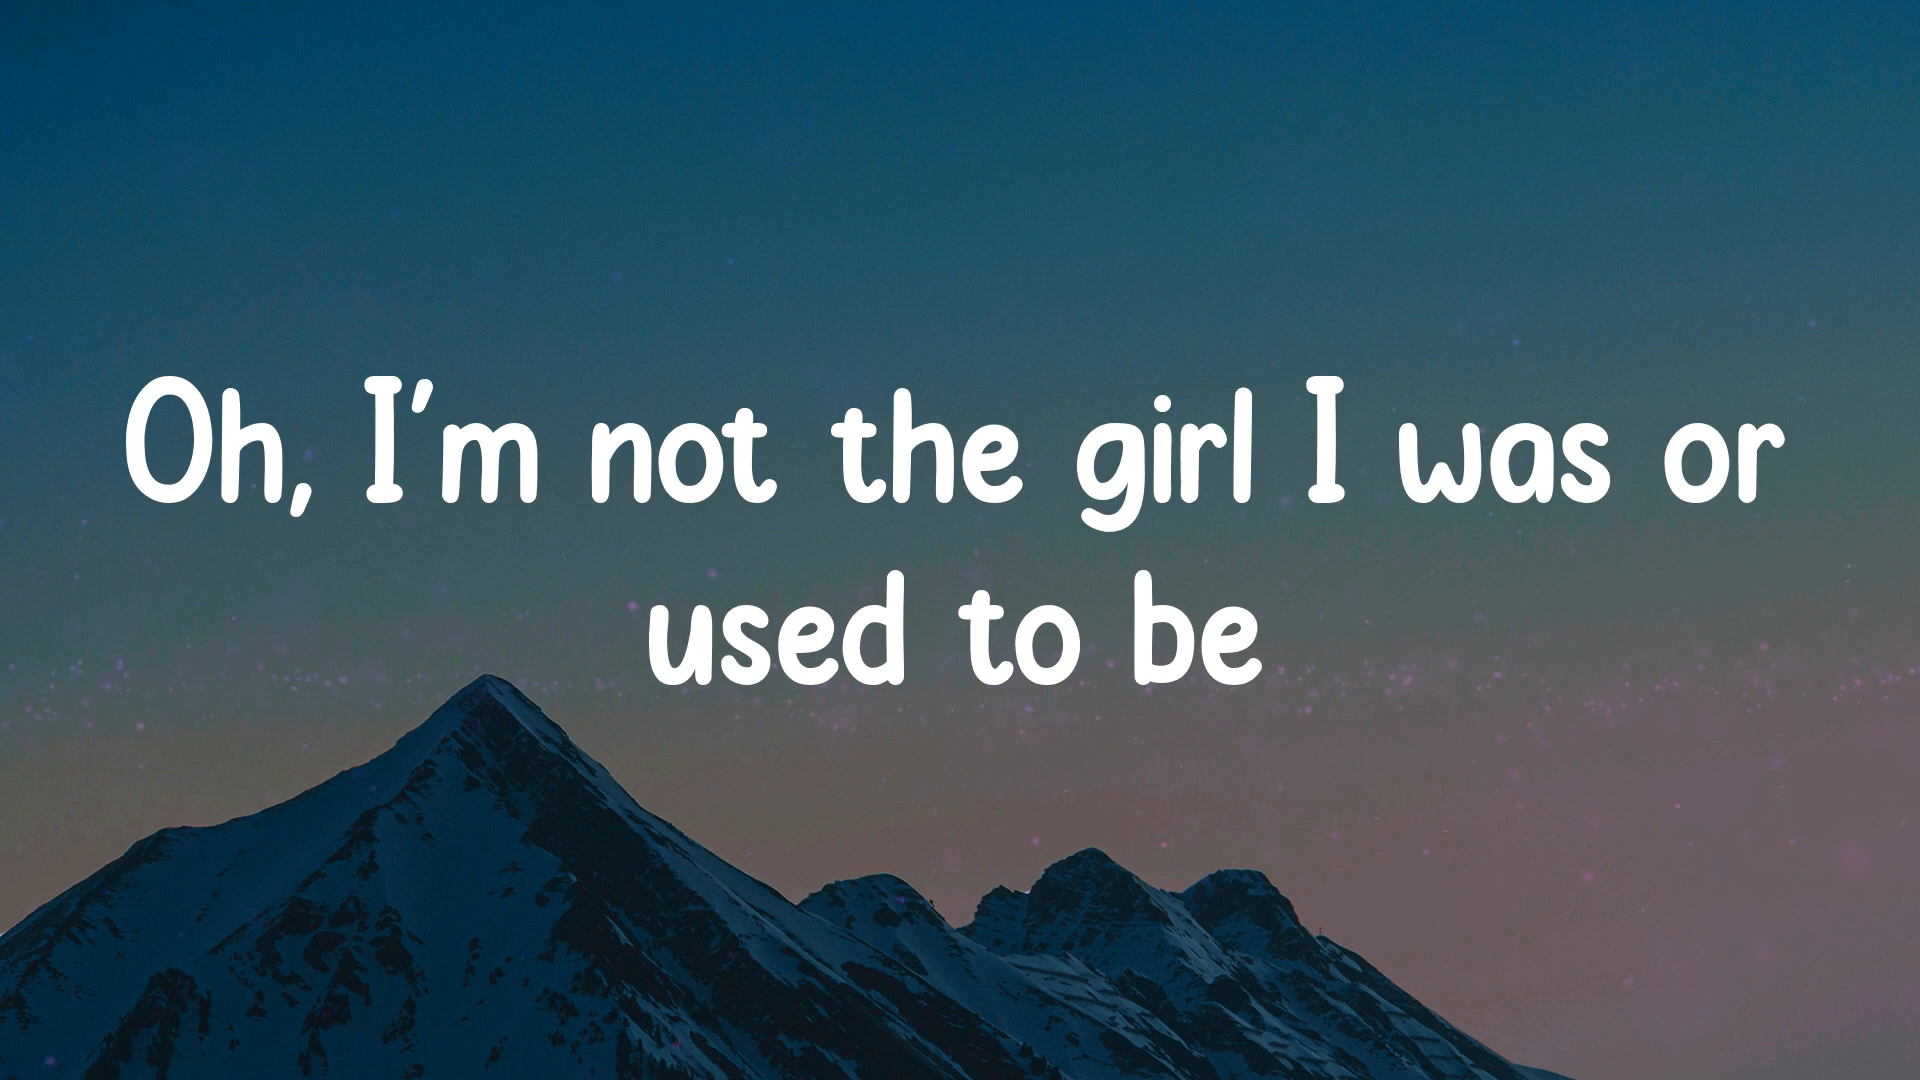 Oh, I'm not the girl I was or
used to be